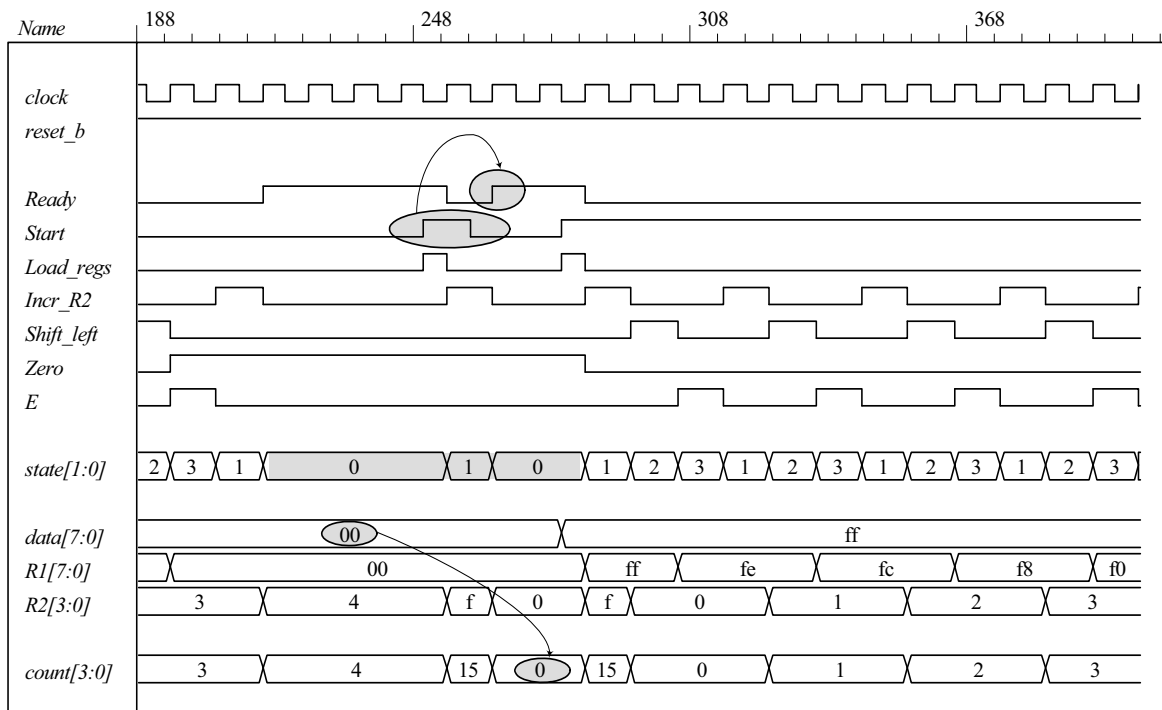 Name 188 248 308 368
clock
reset_b
Ready
Start
Load_regs
Incr_R2
Shift_left
Zero
E
state[1:0] 2 3 1 0 1 0 1 2 3 1 2 3 1 2 3 1 2 3
data[7:0] 00 ff
R1[7:0] 00 ff fe fc f8 f0
R2[3:0] 3 4 f 0 f 0 1 2 3
count[3:0] 3 4 15 0 15 0 1 2 3